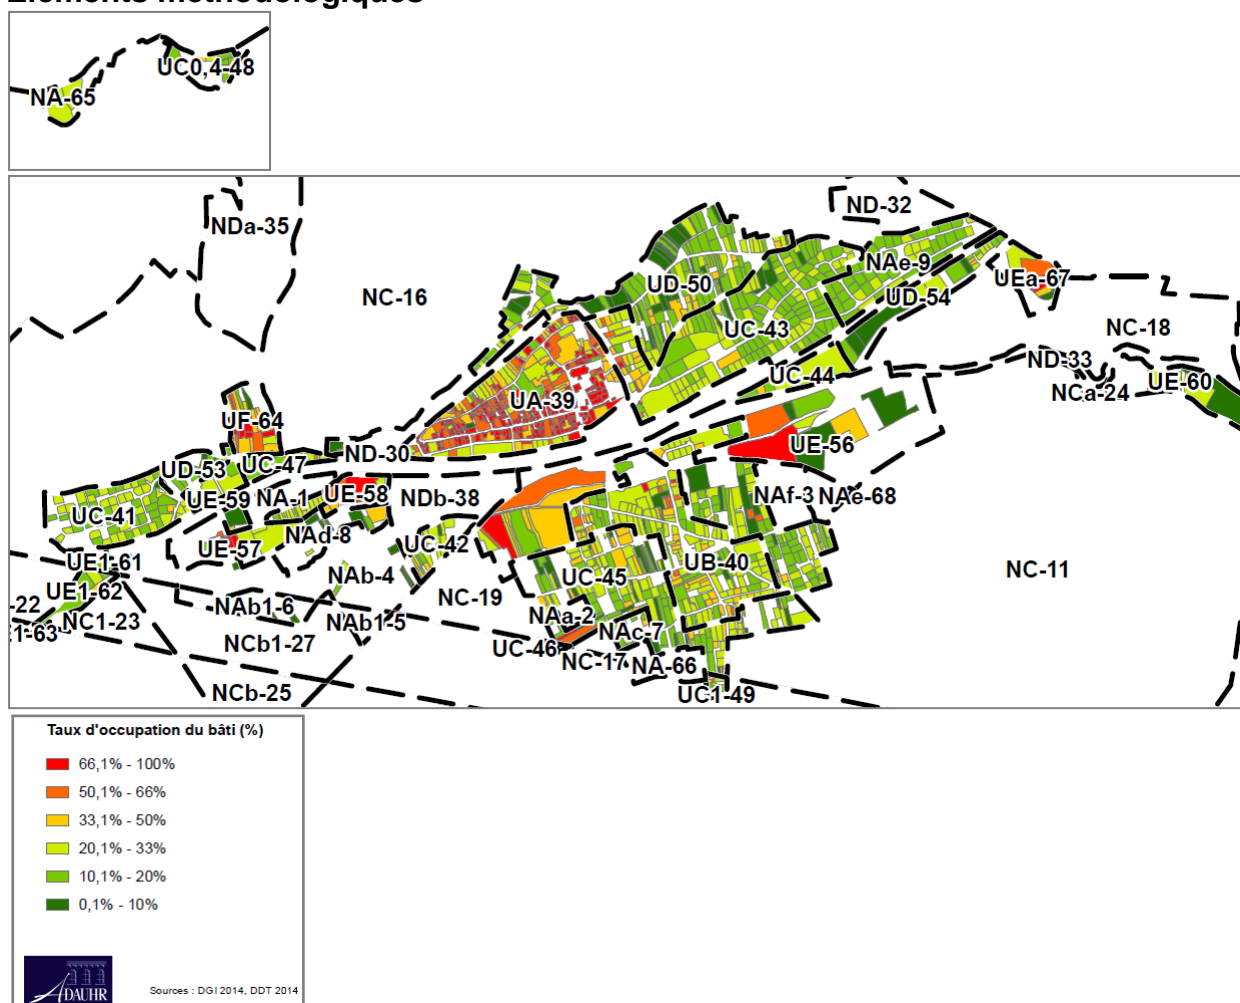 Eléments méthodologiques
UC0,4-48
NA-65
NDa-35
ND-32
NC-16
NAe-9
UD-50
UEa-67
UD-54
UC-43
NC-18
ND-33
UC-44
NCa-24
UE-60
UA-39
UF-64
UE-56
ND-30
UD-53
UC-47
UE-59
NA-1
UE-58
NDb-38
NAf-3
NAe-68
UC-41
NAd-8
UC-42
UE-57
UE1-61
UB-40
NC-11
UC-45
NAb-4
UE1-62
NC-19
-22
NAb1-6
NAa-2
NC1-23
NAb1-5
1-63
NAc-7
NCb1-27
UC-46
NC-17
NA-66
NCb-25
UC1-49
Taux d'occupation du bâti (%)
66,1% - 100%
50,1% - 66%
33,1% - 50%
20,1% - 33%
10,1% - 20%
0,1% - 10%
ADAUHR
Sources : DGI 2014, DDT 2014